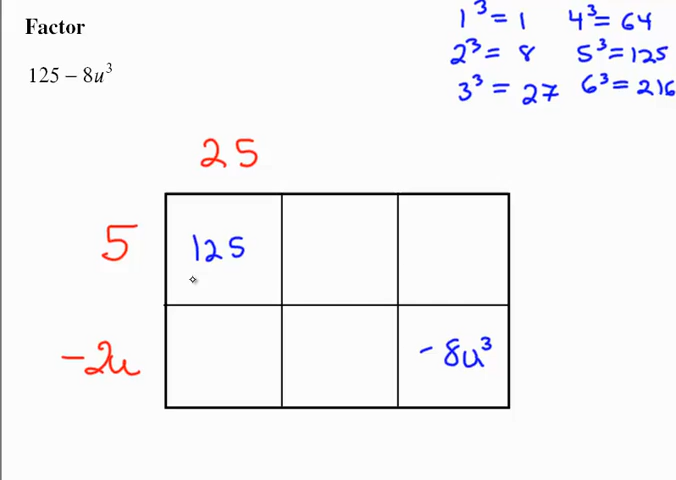 Factor
125 – 8u³
1³ = 1
4³ = 64
2³ = 8
5³ = 125
3³ = 27
6³ = 216
25
5
125
-2u
-8u³